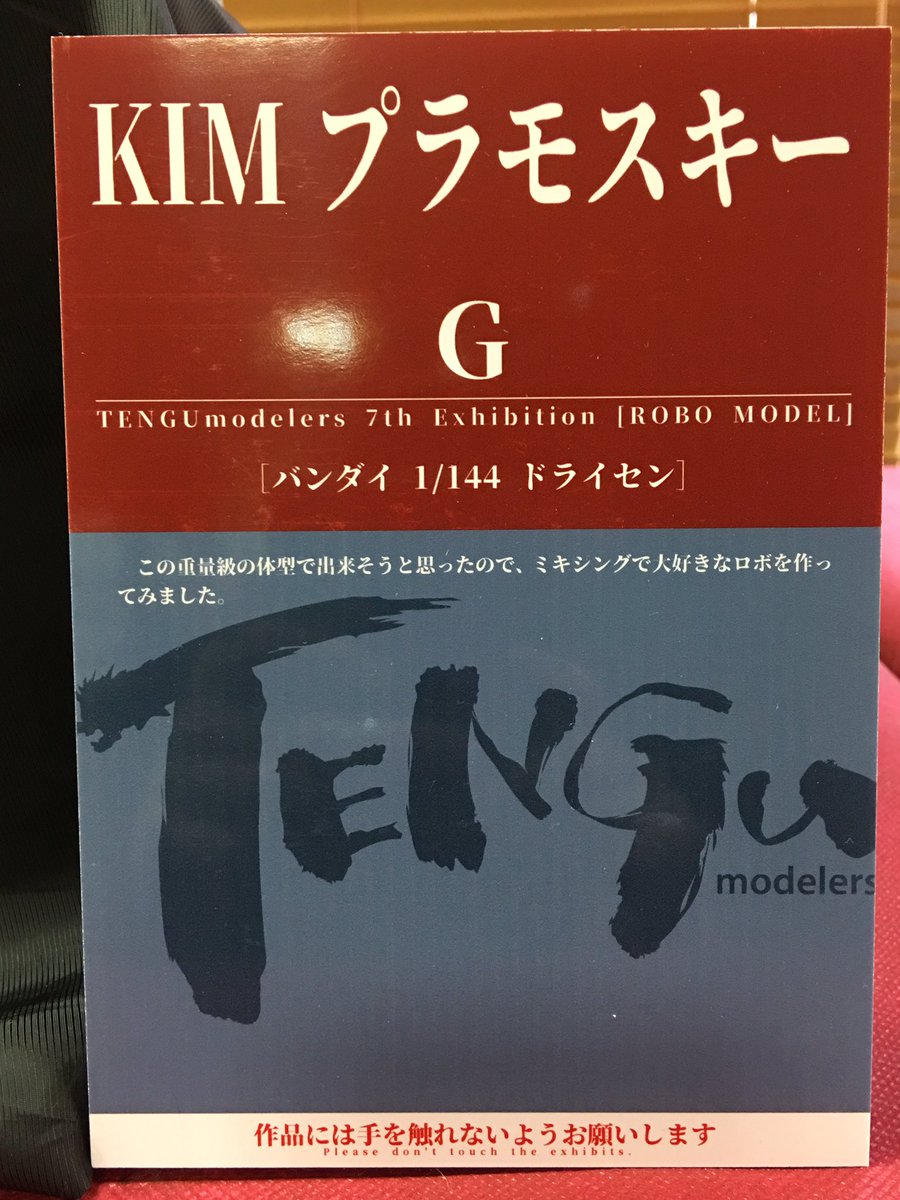 KIM プラモスキー
G
TENGUmodelers 7th Exhibition [ROBO MODEL]
［バンダイ 1/144 ドライセン］
この重量級の体型で出来そうと思ったので、ミキシングで大好きなロボを作っ
てみました。
TENGU
modelers
作品には手を触れないようお願いします
Please don't touch the exhibits.